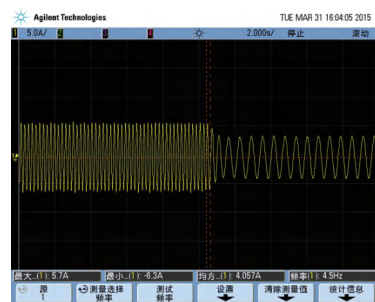 Agilent Technologies
TUE MAR 31 16:04:05 2015
1 5.0A/ 2 3 4 2.000s/ 停止 滚动
最大_(1): 5.7A 最小_(1): -6.3A 均方_(1): 4.057A 频率(1): 4.5Hz
源 测量选择 测试 设置 清除测量值 统计信息
1 频率 频率